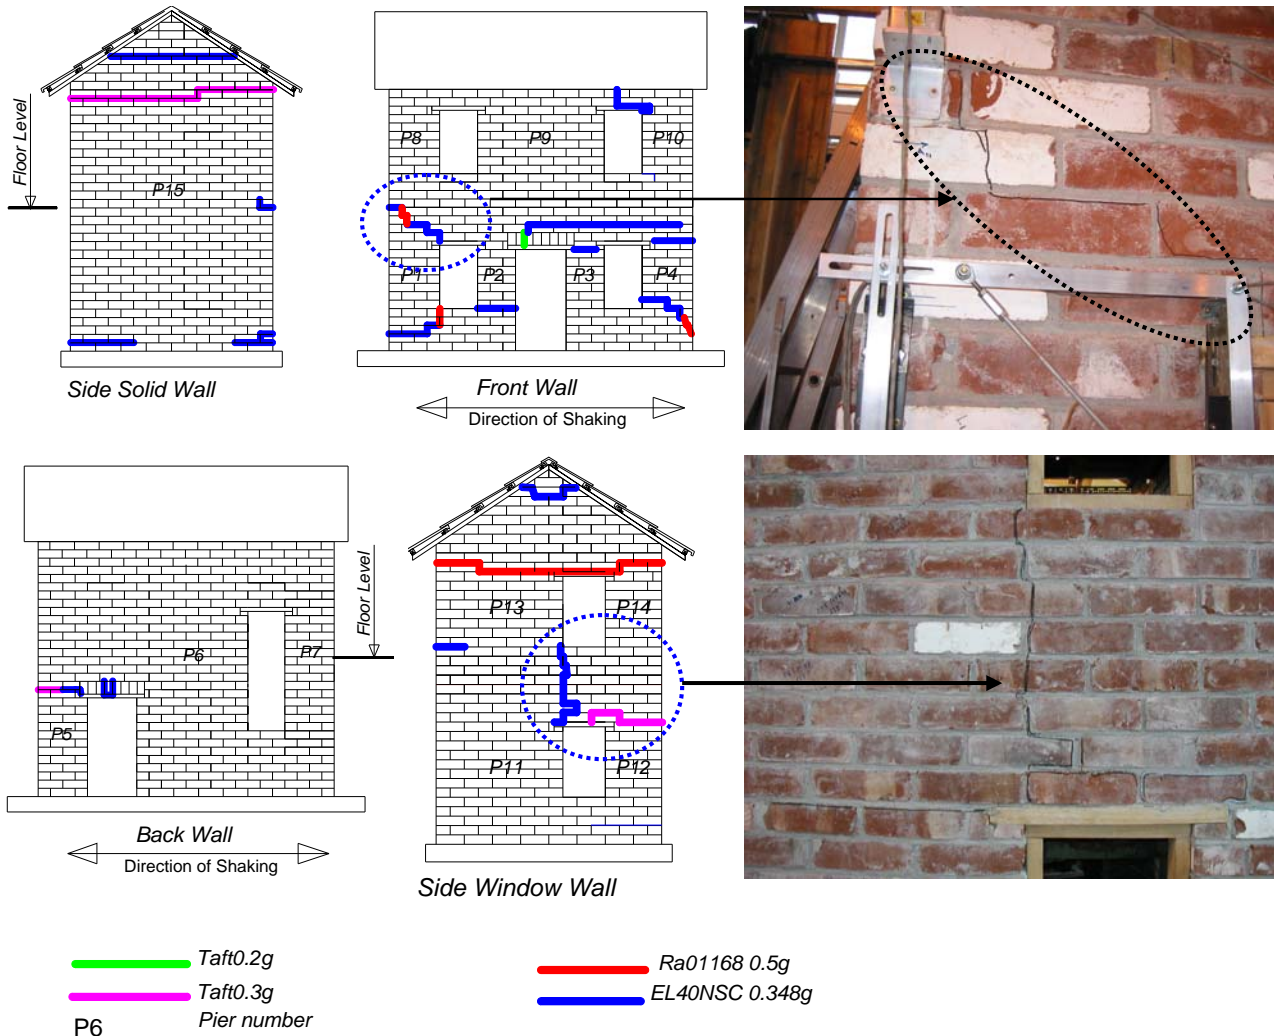 Floor Level
P15
Side Solid Wall
P8
P9
P10
P1
P2
P3
P4
Front Wall
Direction of Shaking
P6
P7
P5
Back Wall
Direction of Shaking
Floor Level
P13
P14
P11
P12
Side Window Wall
Taft0.2g
Taft0.3g
P6 Pier number
Ra01168 0.5g
EL40NSC 0.348g